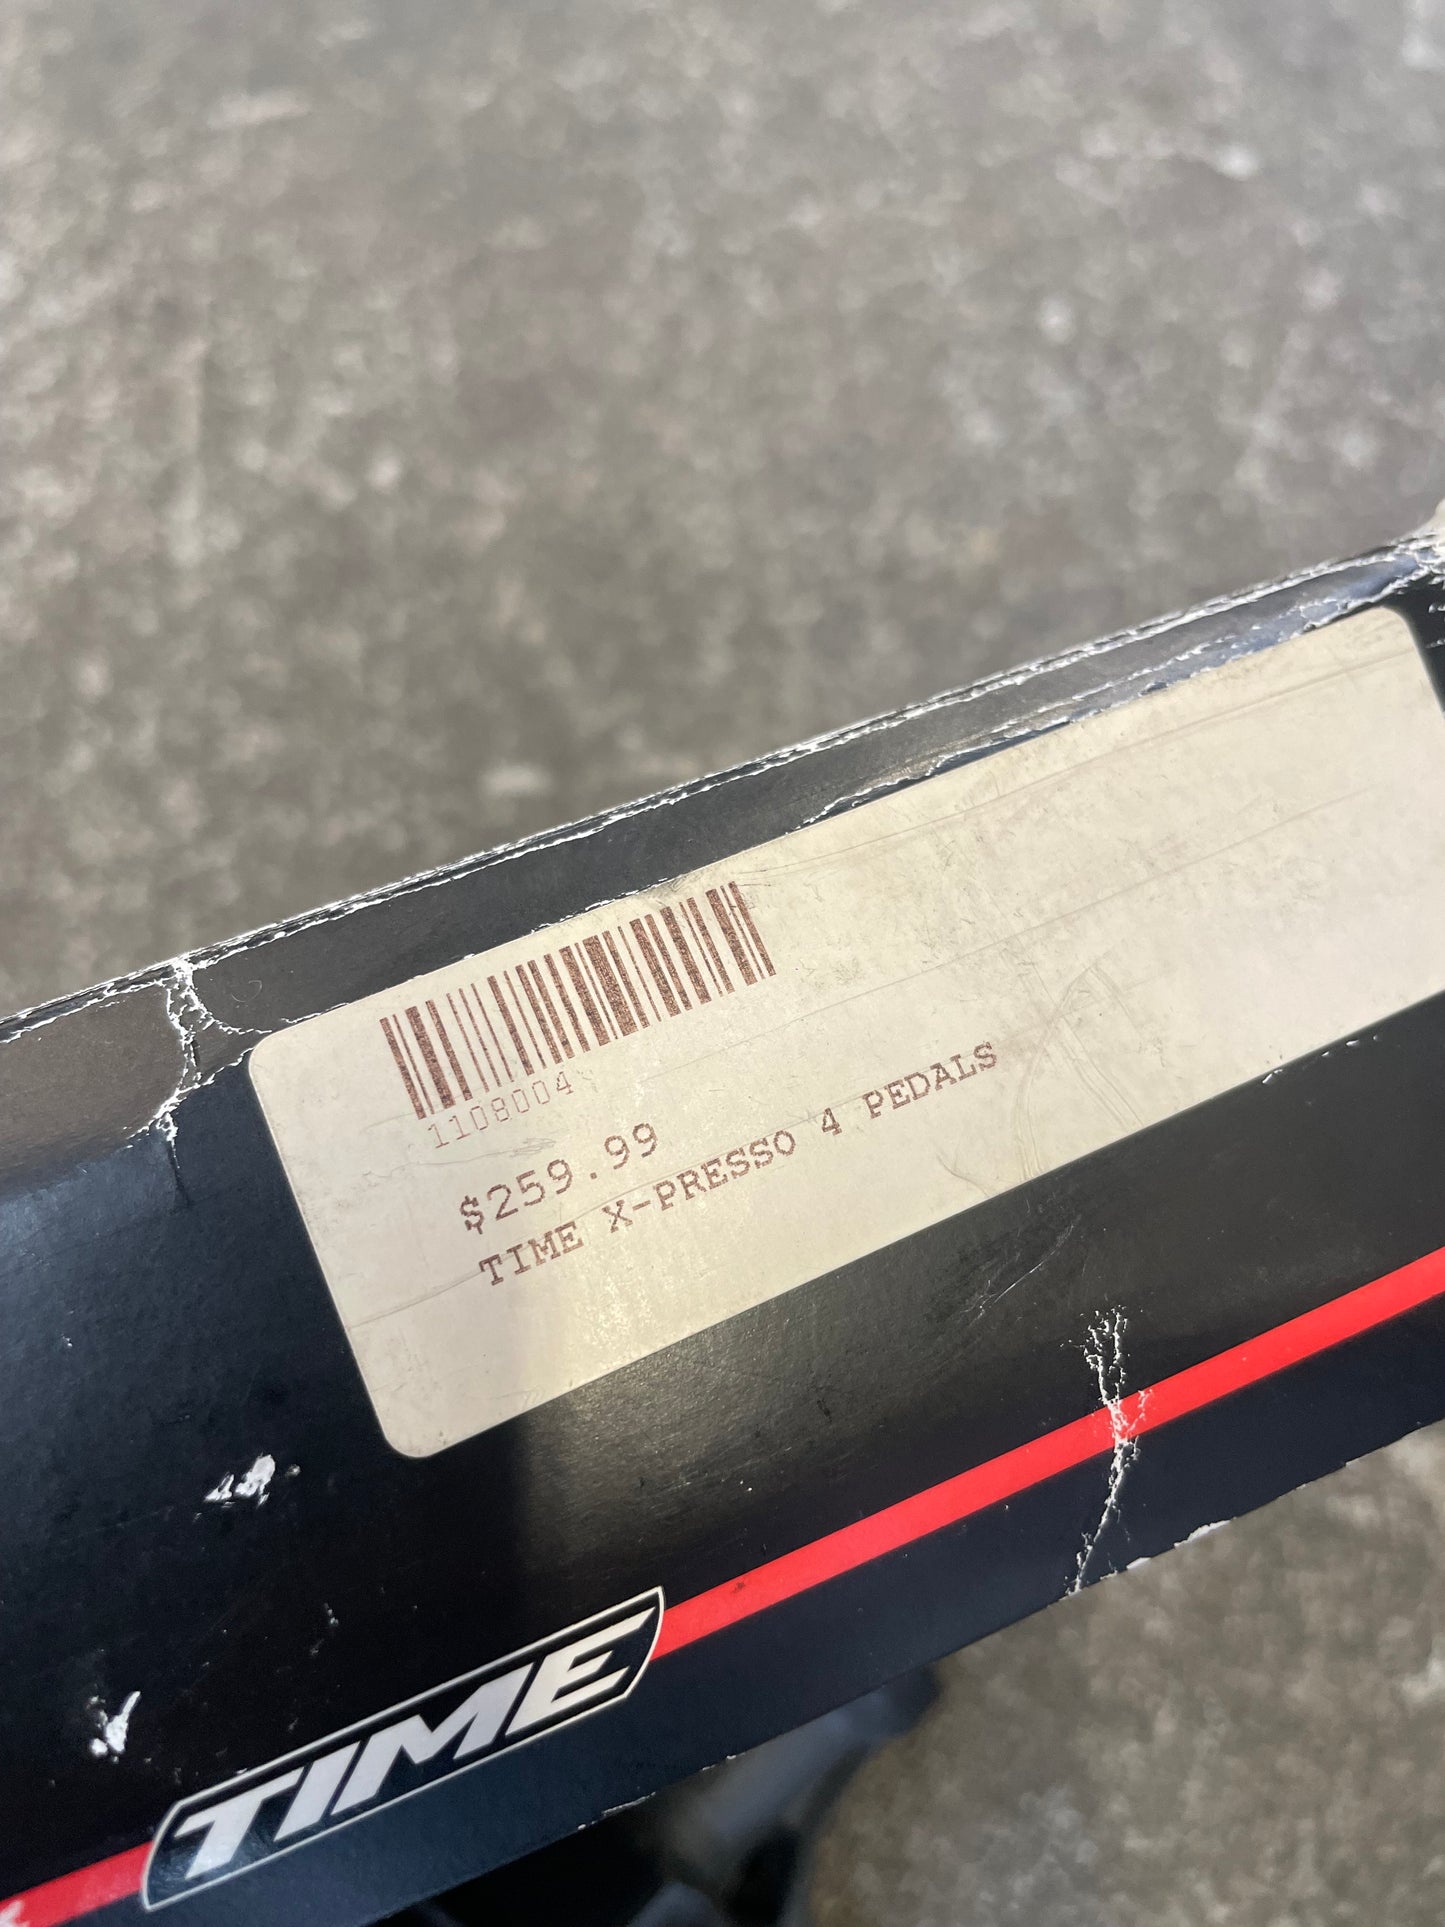 1108004
$259.99
TIME X-PRESSO 4 PEDALS
TIME